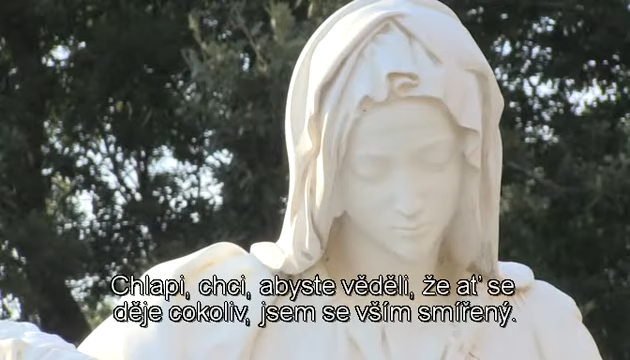 Chlapi, chci, abyste věděli, že ať se
děje cokoliv, jsem se vším smířený.